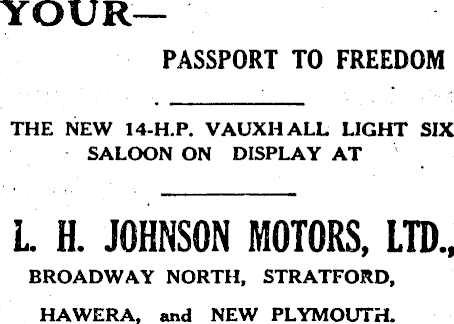 YOUR—
PASSPORT TO FREEDOM
THE NEW 14-H.P. VAUXHALL LIGHT SIX
SALOON ON DISPLAY AT
L. H. JOHNSON MOTORS, LTD.,
BROADWAY NORTH, STRATFORD,
HAWERA, and NEW PLYMOUTH.